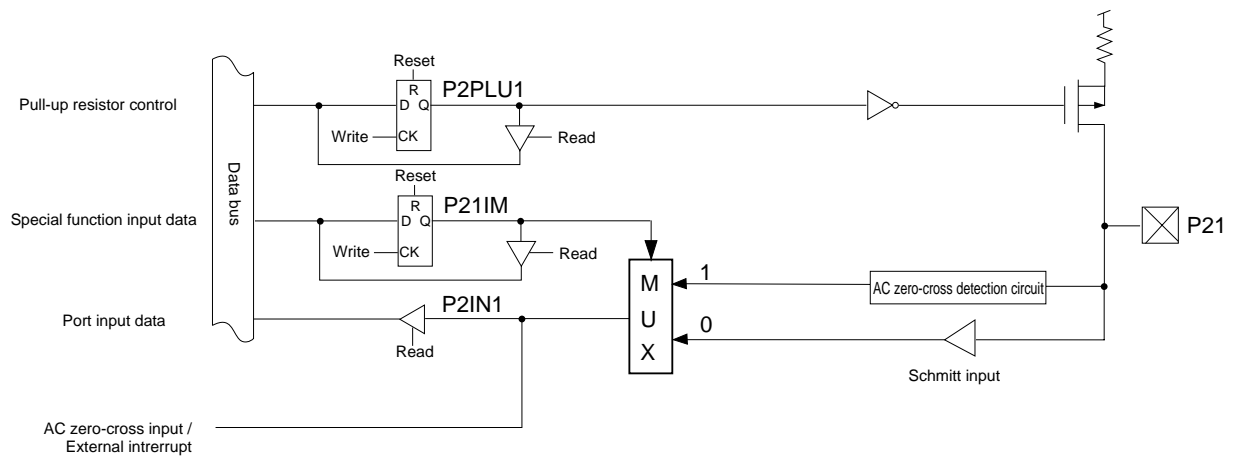 Reset
R
D Q
CK
Write
P2PLU1
Read
Pull-up resistor control
Data bus
Reset
R
D Q
CK
Write
P21IM
Read
Special function input data
P21
M
U
X
1
AC zero-cross detection circuit
0
Schmitt input
P2IN1
Read
Port input data
AC zero-cross input /
External intrerrupt